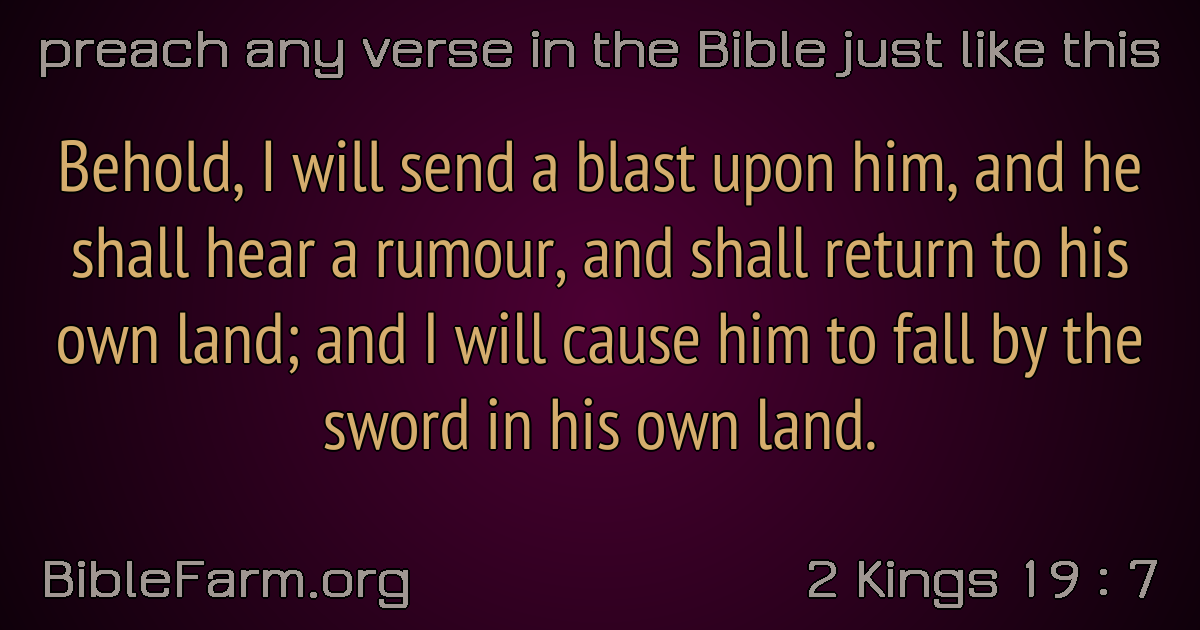 preach any verse in the Bible just like this
Behold, I will send a blast upon him, and he
shall hear a rumour, and shall return to his
own land; and I will cause him to fall by the
sword in his own land.
BibleFarm.org
2 Kings 19 : 7